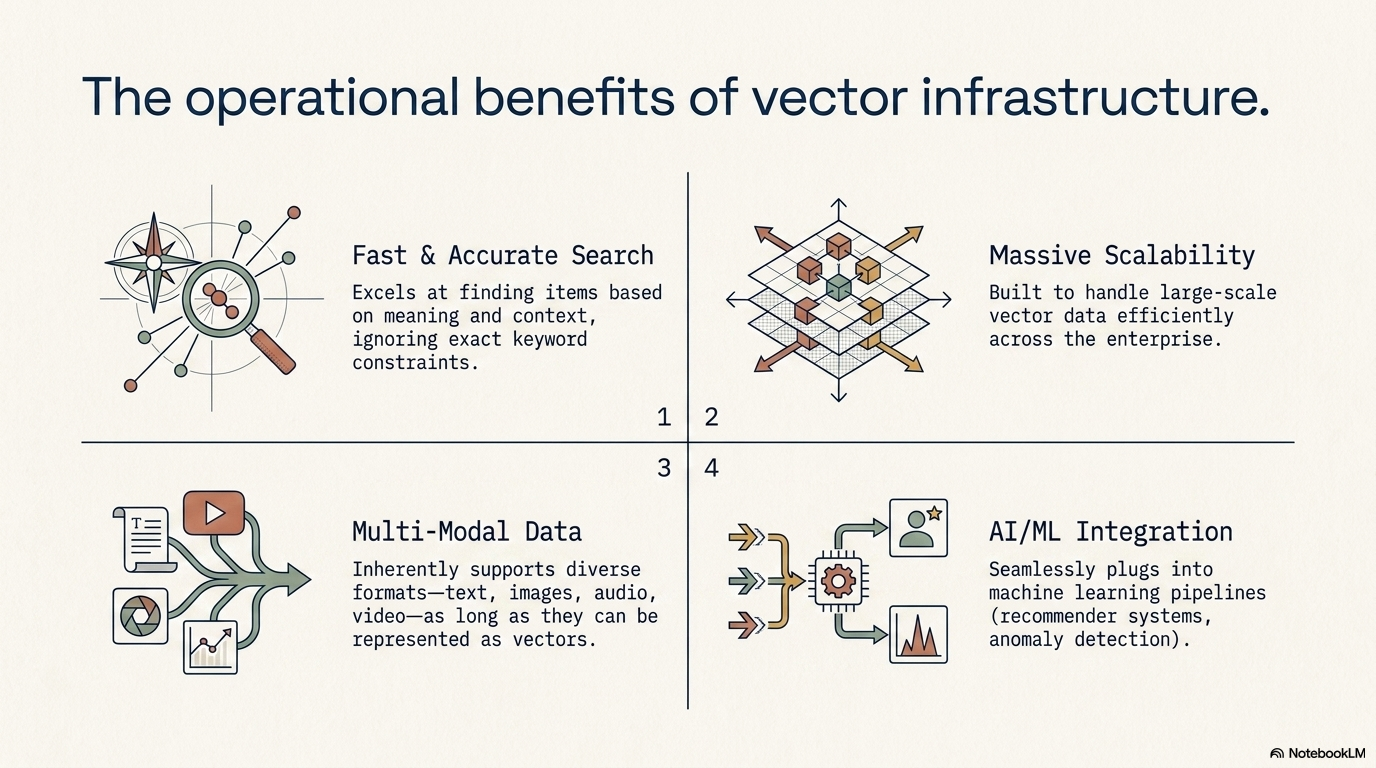 The operational benefits of vector infrastructure.
Fast & Accurate Search
Excels at finding items based
on meaning and context,
ignoring exact keyword
constraints.
1
Massive Scalability
Built to handle large-scale
vector data efficiently
across the enterprise.
2
3
Multi-Modal Data
Inherently supports diverse
formats—text, images, audio,
video—as long as they can be
represented as vectors.
4
AI/ML Integration
Seamlessly plugs into
machine learning pipelines
(recommender systems,
anomaly detection).
T
NotebookLM